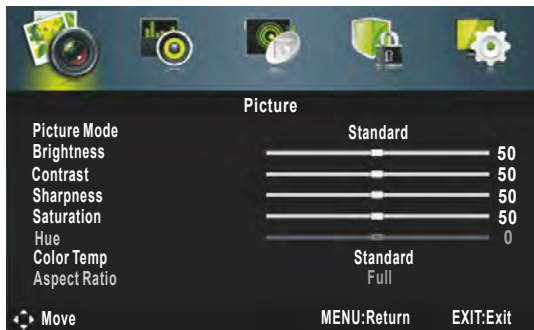 Picture
Picture Mode Standard
Brightness 50
Contrast 50
Sharpness 50
Saturation 50
Hue 0
Color Temp Standard
Aspect Ratio Full
Move MENU:Return EXIT:Exit